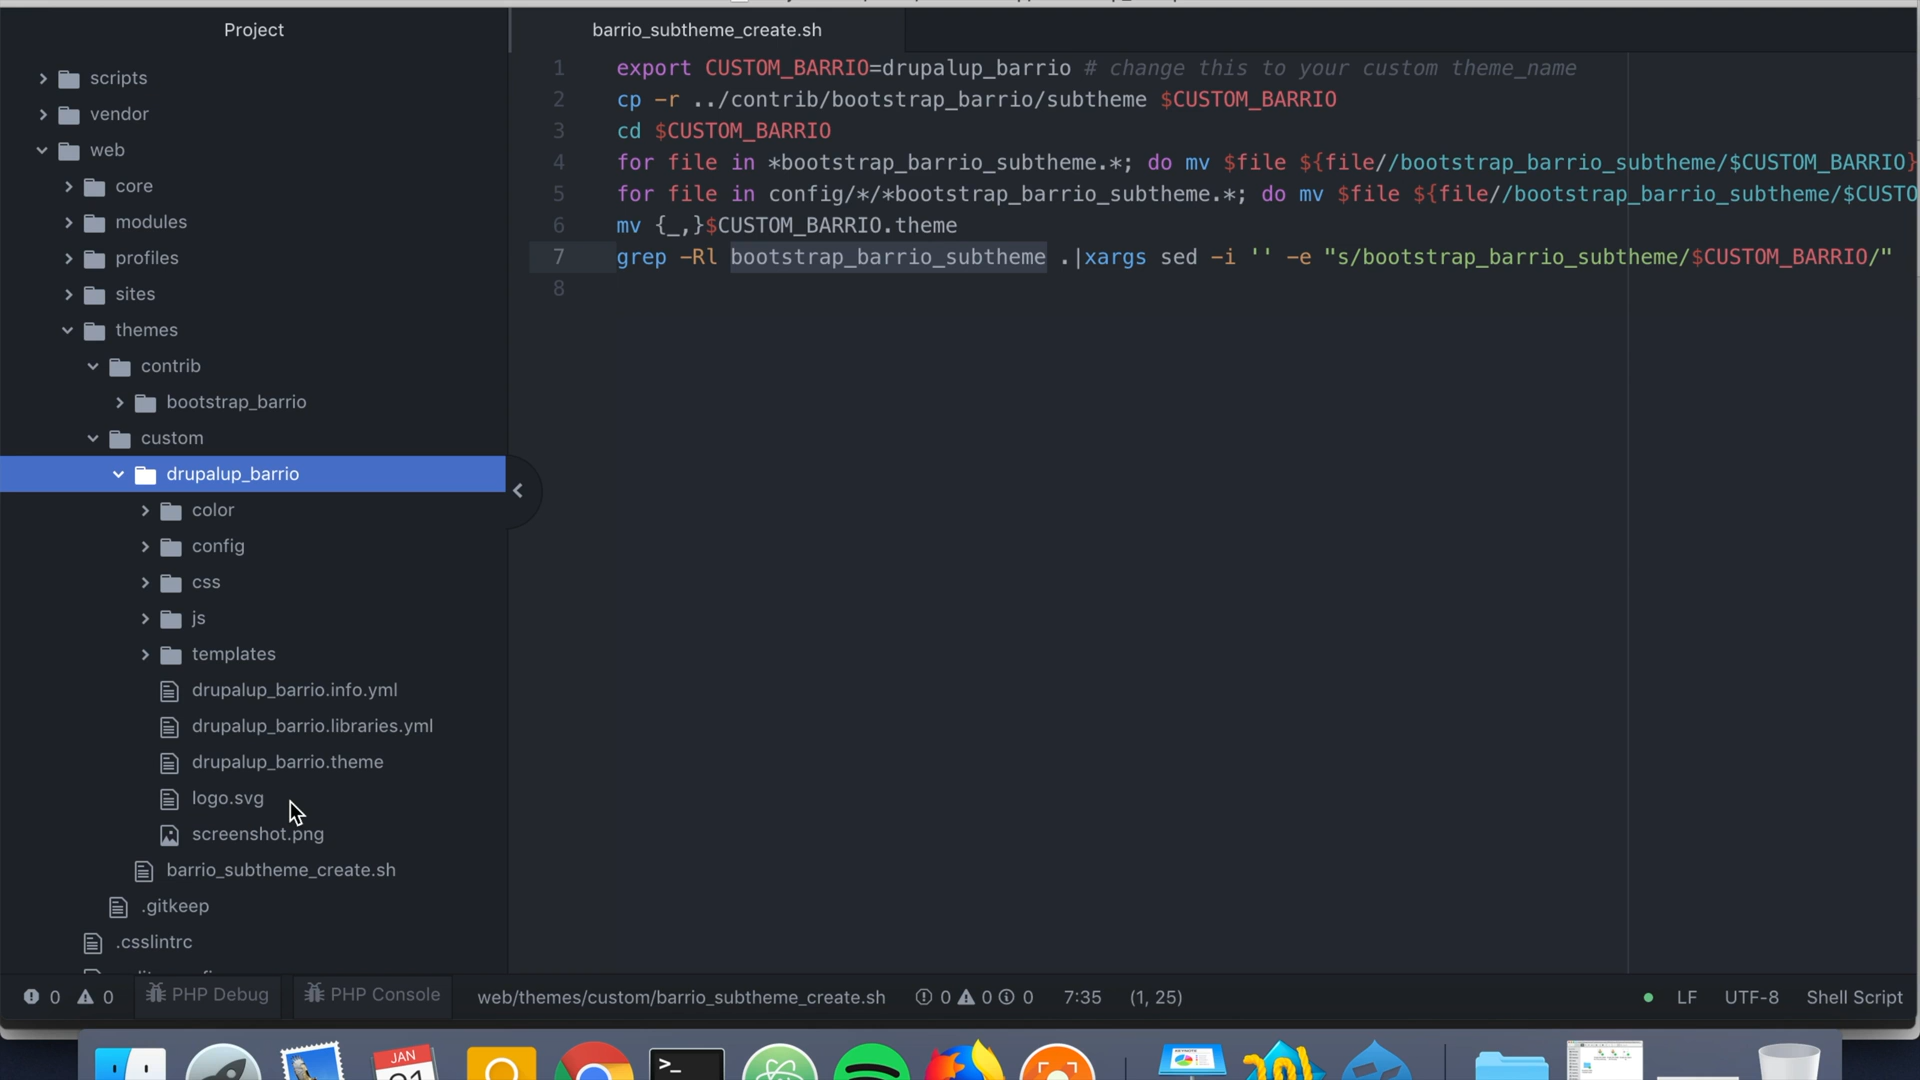 Project
scripts
vendor
web
core
modules
profiles
sites
themes
contrib
bootstrap_barrio
custom
drupalup_barrio
color
config
css
js
templates
drupalup_barrio.info.yml
drupalup_barrio.libraries.yml
drupalup_barrio.theme
logo.svg
screenshot.png
barrio_subtheme_create.sh
.gitkeep
.csslintrc
barrio_subtheme_create.sh
1 export CUSTOM_BARRIO=drupalup_barrio # change this to your custom theme_name
2 cp -r ../contrib/bootstrap_barrio/subtheme $CUSTOM_BARRIO
3 cd $CUSTOM_BARRIO
4 for file in *bootstrap_barrio_subtheme.*; do mv $file ${file//bootstrap_barrio_subtheme/$CUSTOM_BARRIO}
5 for file in config/*/*bootstrap_barrio_subtheme.*; do mv $file ${file//bootstrap_barrio_subtheme/$CUSTO
6 mv {_,}$CUSTOM_BARRIO.theme
7 grep -Rl bootstrap_barrio_subtheme .|xargs sed -i '' -e "s/bootstrap_barrio_subtheme/$CUSTOM_BARRIO/"
8
0 0 PHP Debug PHP Console web/themes/custom/barrio_subtheme_create.sh 0 0 0 7:35 (1, 25) LF UTF-8 Shell Script
JAN
>_